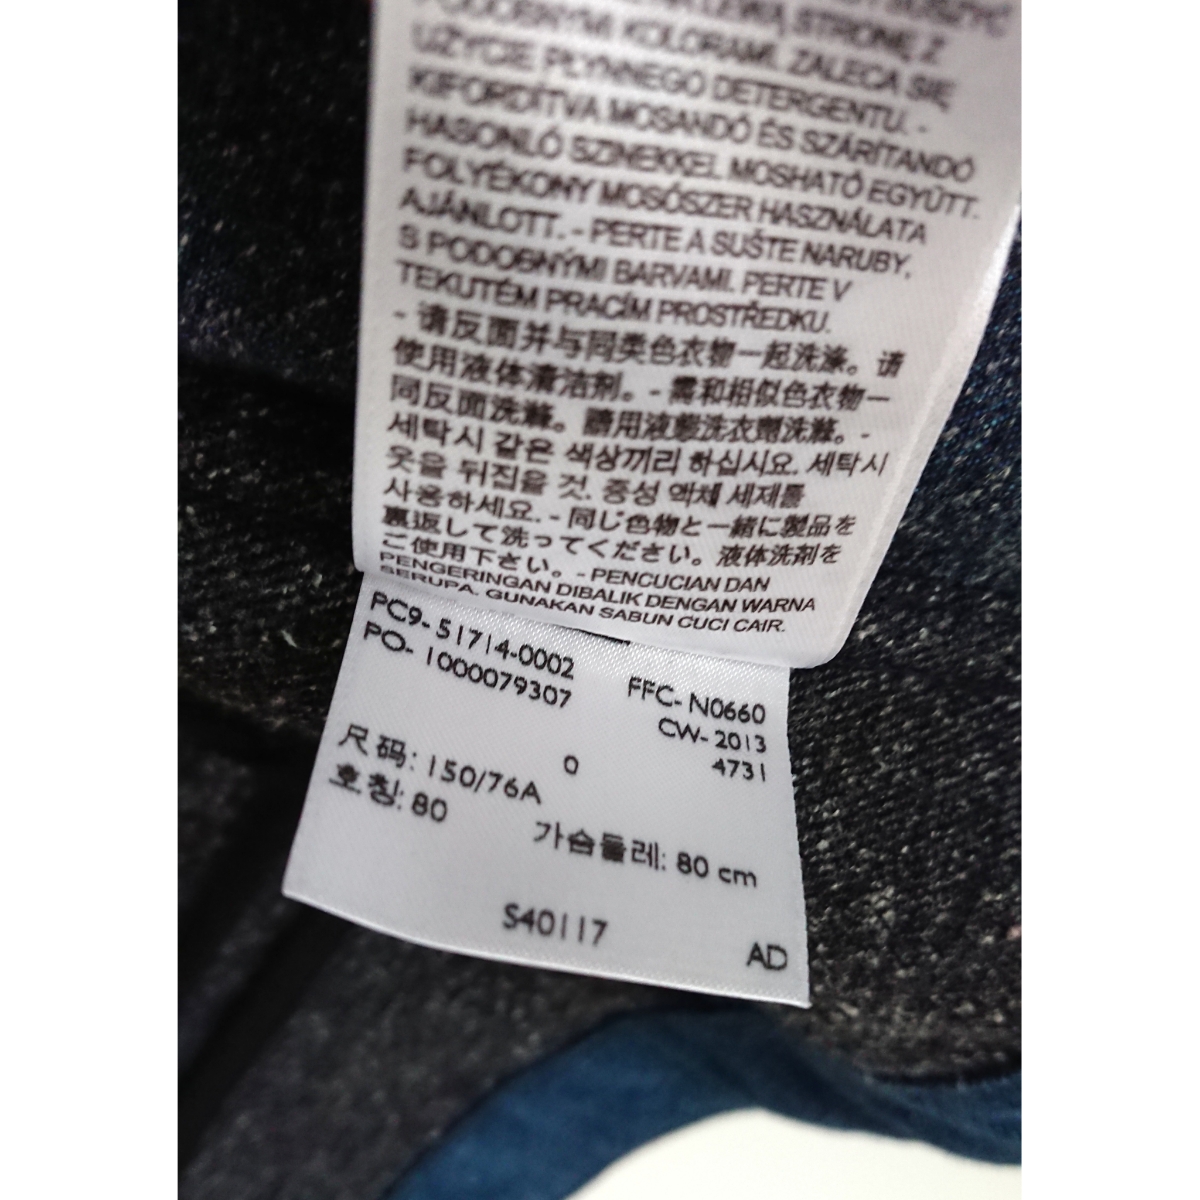 LEWĄ STRONĘ Z
PODOBNYMI KOLORAMI. ZALECA SIĘ
UŻYCIE PŁYNNEGO DETERGENTU. -
KIFORDÍTVA MOSANDÓ ÉS SZÁRÍTANDÓ
HASONLÓ SZINEKKEL MOSHATÓ EGYÜTT.
FOLYÉKONY MOSÓSZER HASZNÁLATA
AJÁNLOTT. - PERTE A SUŠTE NARUBY,
S PODOBNÝMI BARVAMI. PERTE V
TEKUTÉM PRACÍM PROSTŘEDKU.
- 请反面并与同类色衣物一起洗涤。请
使用液体清洁剂。- 需和相似色衣物一
同反面洗滌。請用液態洗衣劑洗滌。-
세탁시 같은 색상끼리 하십시요. 세탁시
옷을 뒤집을 것. 중성 액체 세제를
사용하세요. - 同じ色物と一緒に製品を
裏返して洗ってください。液体洗剤を
ご使用下さい。- PENCUCIAN DAN
PENGERINGAN DIBALIK DENGAN WARNA
SERUPA. GUNAKAN SABUN CUCI CAIR.
PC9- 51714-0002
PO- 1000079307
FFC- N0660
CW- 2013
0 4731
尺码: 150/76A
호칭: 80
가슴둘레: 80 cm
S40117
AD